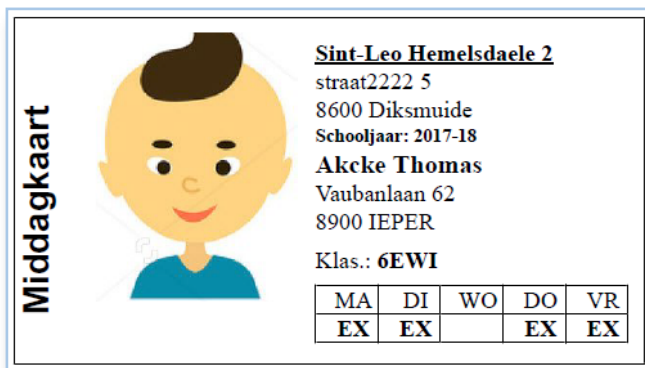 Middagkaart
Sint-Leo Hemelsdaele 2
straat2222 5
8600 Diksmuide
Schooljaar: 2017-18
Akcke Thomas
Vaubanlaan 62
8900 IEPER
Klas.: 6EWI
MA DI WO DO VR
EX EX EX EX